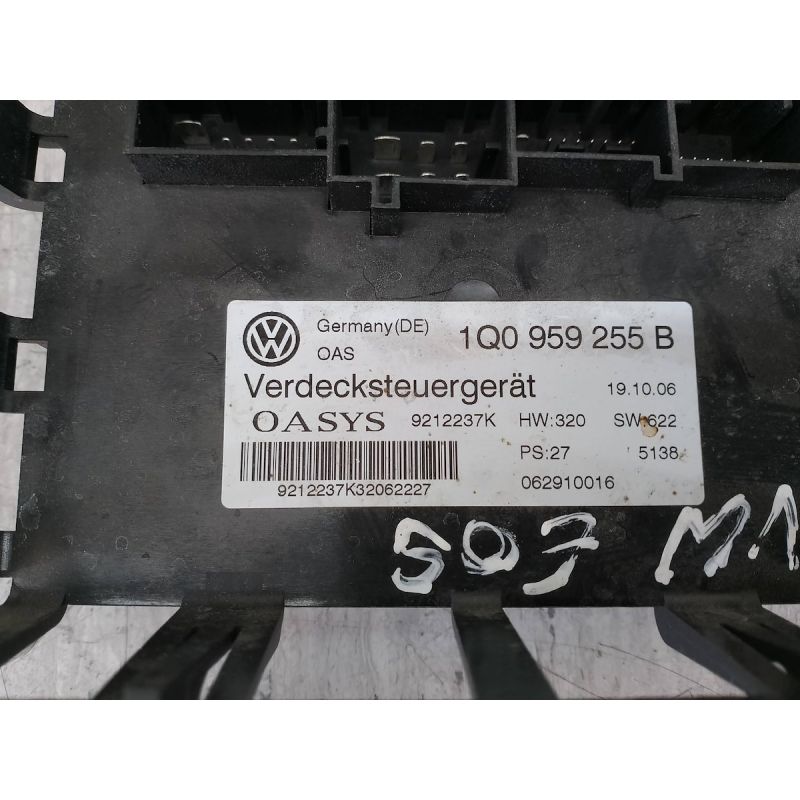 Germany(DE)
OAS
1Q0 959 255 B
Verdecksteuergerät
19.10.06
OASYS 9212237K HW:320 SW:622
PS:27 5138
9212237K32062227
062910016
503 M.1